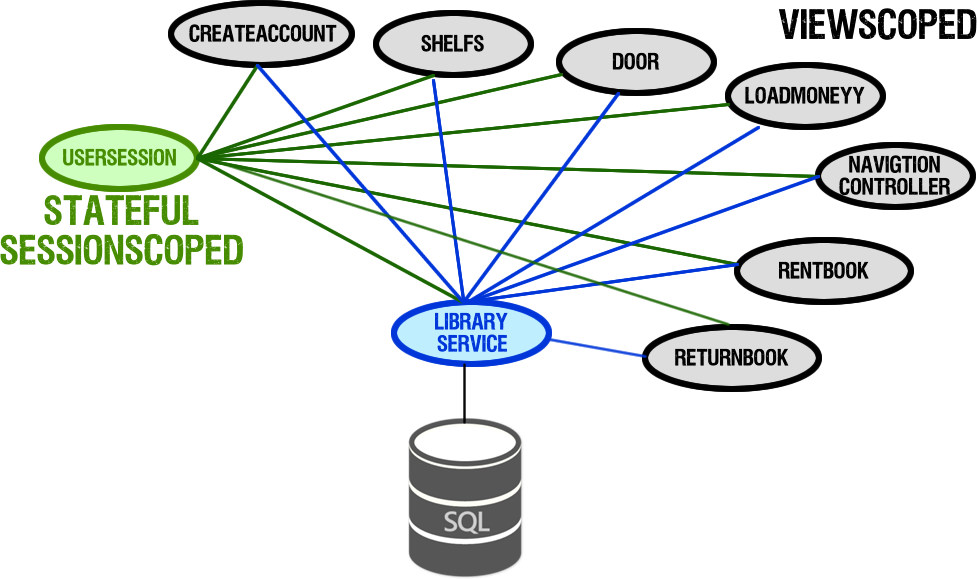 VIEWSCOPED
CREATEACCOUNT
SHELFS
DOOR
LOADMONEYY
USERSESSION
STATEFUL
SESSIONSCOPED
NAVIGTION
CONTROLLER
RENTBOOK
LIBRARY
SERVICE
RETURNBOOK
SQL